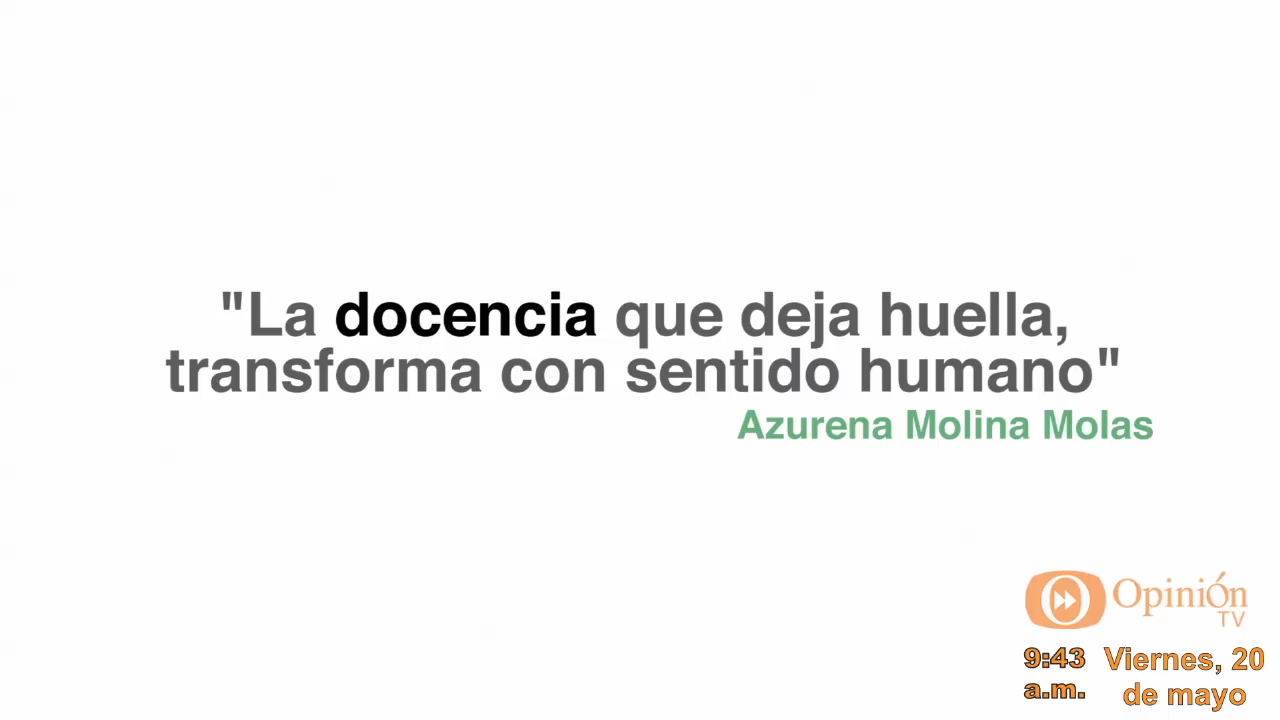 "La docencia que deja huella,
transforma con sentido humano"
Azurena Molina Molas
Opinión
TV
9:43
a.m.
Viernes, 20
de mayo